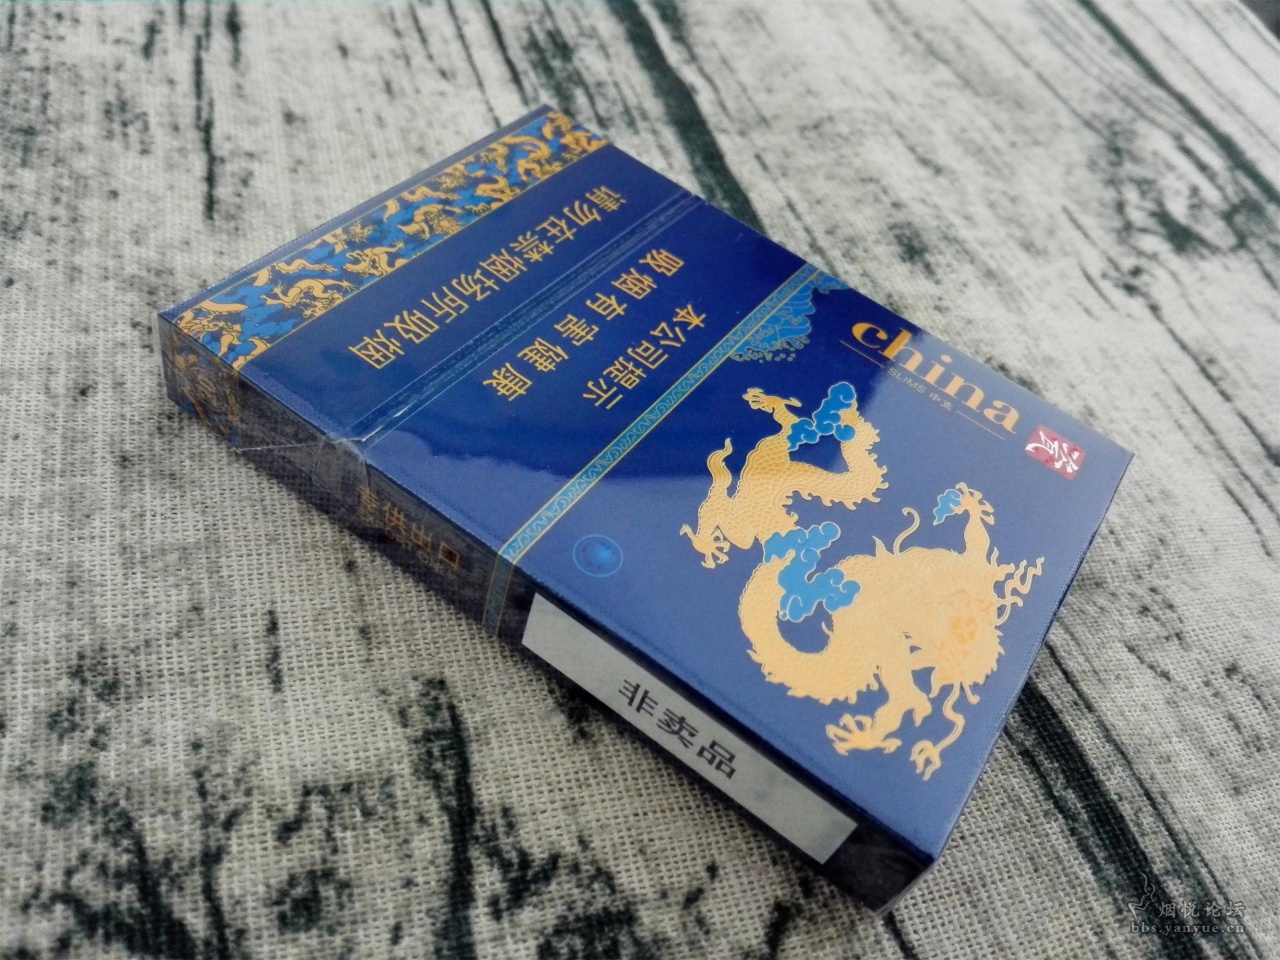 请勿在禁烟场所吸烟
本公司提示
吸烟有害健康
china
SLIMS 中支
非卖品
烟悦论坛
bbs.yanyue.cn